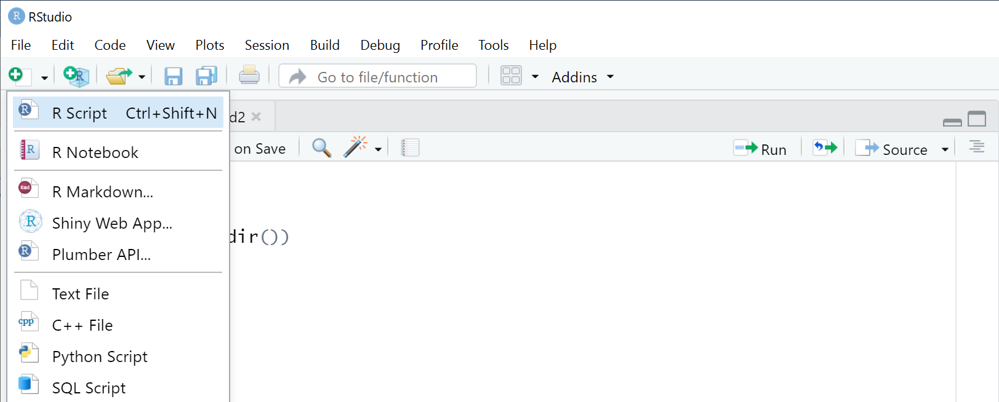 RStudio
File Edit Code View Plots Session Build Debug Profile Tools Help
Go to file/function Addins
R Script Ctrl+Shift+N
d2
R Notebook
on Save Run Source
R Markdown...
Shiny Web App...
dir())
Plumber API...
Text File
C++ File
Python Script
SQL Script